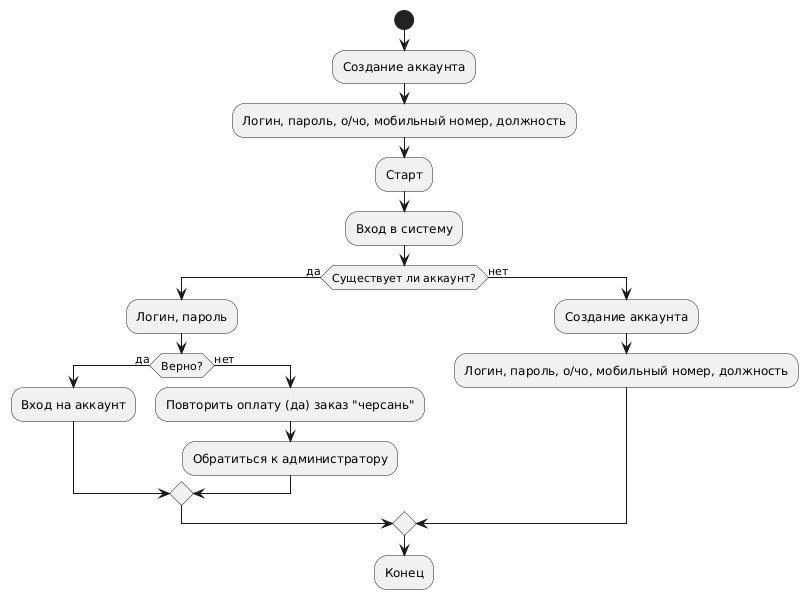 Создание аккаунта
Логин, пароль, о/чо, мобильный номер, должность
Старт
Вход в систему
да
Существует ли аккаунт?
нет
Логин, пароль
да
Верно?
нет
Вход на аккаунт
Повторить оплату (да) заказ "черсань"
Обратиться к администратору
Создание аккаунта
Логин, пароль, о/чо, мобильный номер, должность
Конец